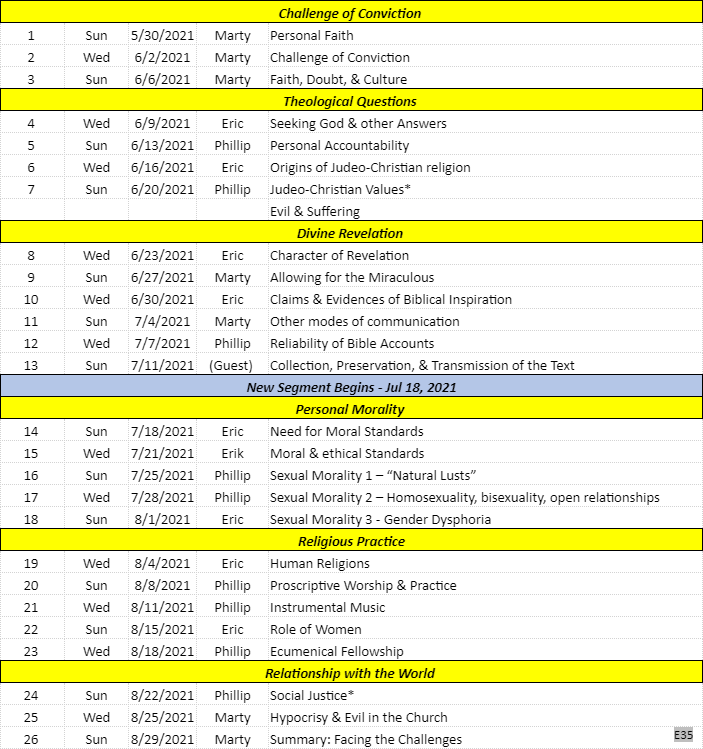 Challenge of Conviction
1 Sun 5/30/2021 Marty Personal Faith
2 Wed 6/2/2021 Marty Challenge of Conviction
3 Sun 6/6/2021 Marty Faith, Doubt, & Culture
Theological Questions
4 Wed 6/9/2021 Eric Seeking God & other Answers
5 Sun 6/13/2021 Phillip Personal Accountability
6 Wed 6/16/2021 Eric Origins of Judeo-Christian religion
7 Sun 6/20/2021 Phillip Judeo-Christian Values*
Evil & Suffering
Divine Revelation
8 Wed 6/23/2021 Eric Character of Revelation
9 Sun 6/27/2021 Marty Allowing for the Miraculous
10 Wed 6/30/2021 Eric Claims & Evidences of Biblical Inspiration
11 Sun 7/4/2021 Marty Other modes of communication
12 Wed 7/7/2021 Phillip Reliability of Bible Accounts
13 Sun 7/11/2021 (Guest) Collection, Preservation, & Transmission of the Text
New Segment Begins - Jul 18, 2021
Personal Morality
14 Sun 7/18/2021 Eric Need for Moral Standards
15 Wed 7/21/2021 Erik Moral & ethical Standards
16 Sun 7/25/2021 Phillip Sexual Morality 1 – “Natural Lusts”
17 Wed 7/28/2021 Phillip Sexual Morality 2 – Homosexuality, bisexuality, open relationships
18 Sun 8/1/2021 Eric Sexual Morality 3 - Gender Dysphoria
Religious Practice
19 Wed 8/4/2021 Eric Human Religions
20 Sun 8/8/2021 Phillip Proscriptive Worship & Practice
21 Wed 8/11/2021 Phillip Instrumental Music
22 Sun 8/15/2021 Eric Role of Women
23 Wed 8/18/2021 Phillip Ecumenical Fellowship
Relationship with the World
24 Sun 8/22/2021 Phillip Social Justice*
25 Wed 8/25/2021 Marty Hypocrisy & Evil in the Church
26 Sun 8/29/2021 Marty Summary: Facing the Challenges
E35